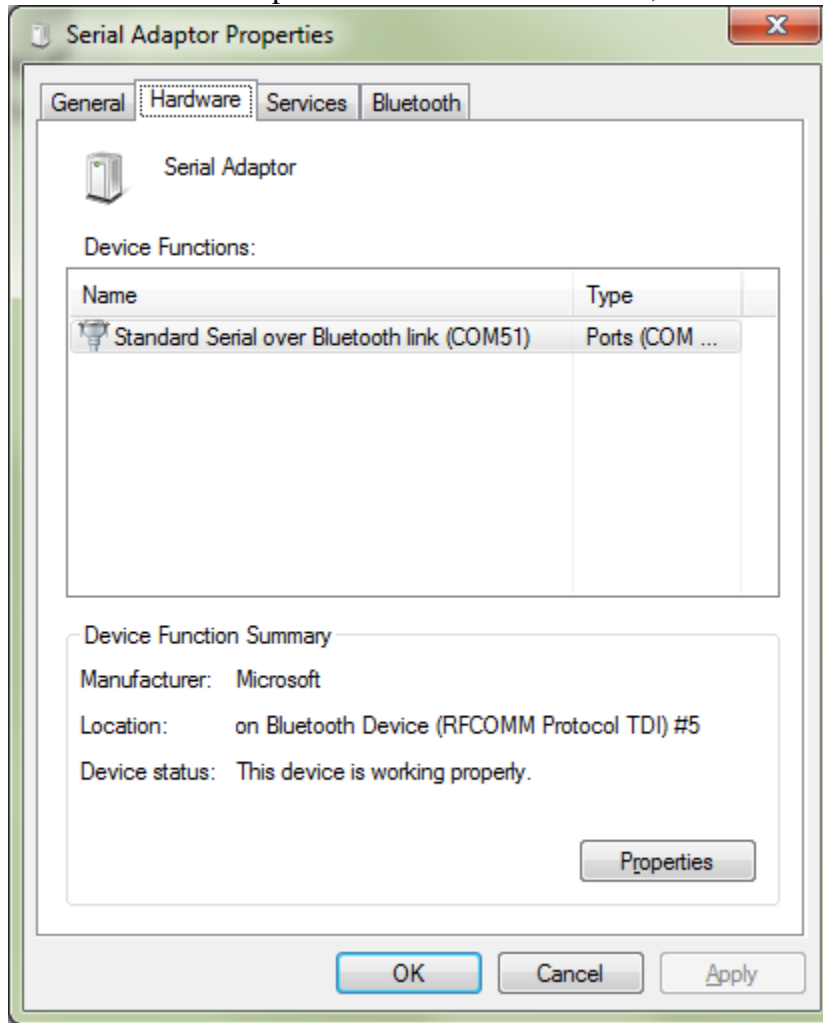 Serial Adaptor Properties
General Hardware Services Bluetooth
Serial Adaptor
Device Functions:
Name Type
Standard Serial over Bluetooth link (COM51) Ports (COM ...
Device Function Summary
Manufacturer: Microsoft
Location: on Bluetooth Device (RFCOMM Protocol TDI) #5
Device status: This device is working properly.
Properties
OK Cancel Apply